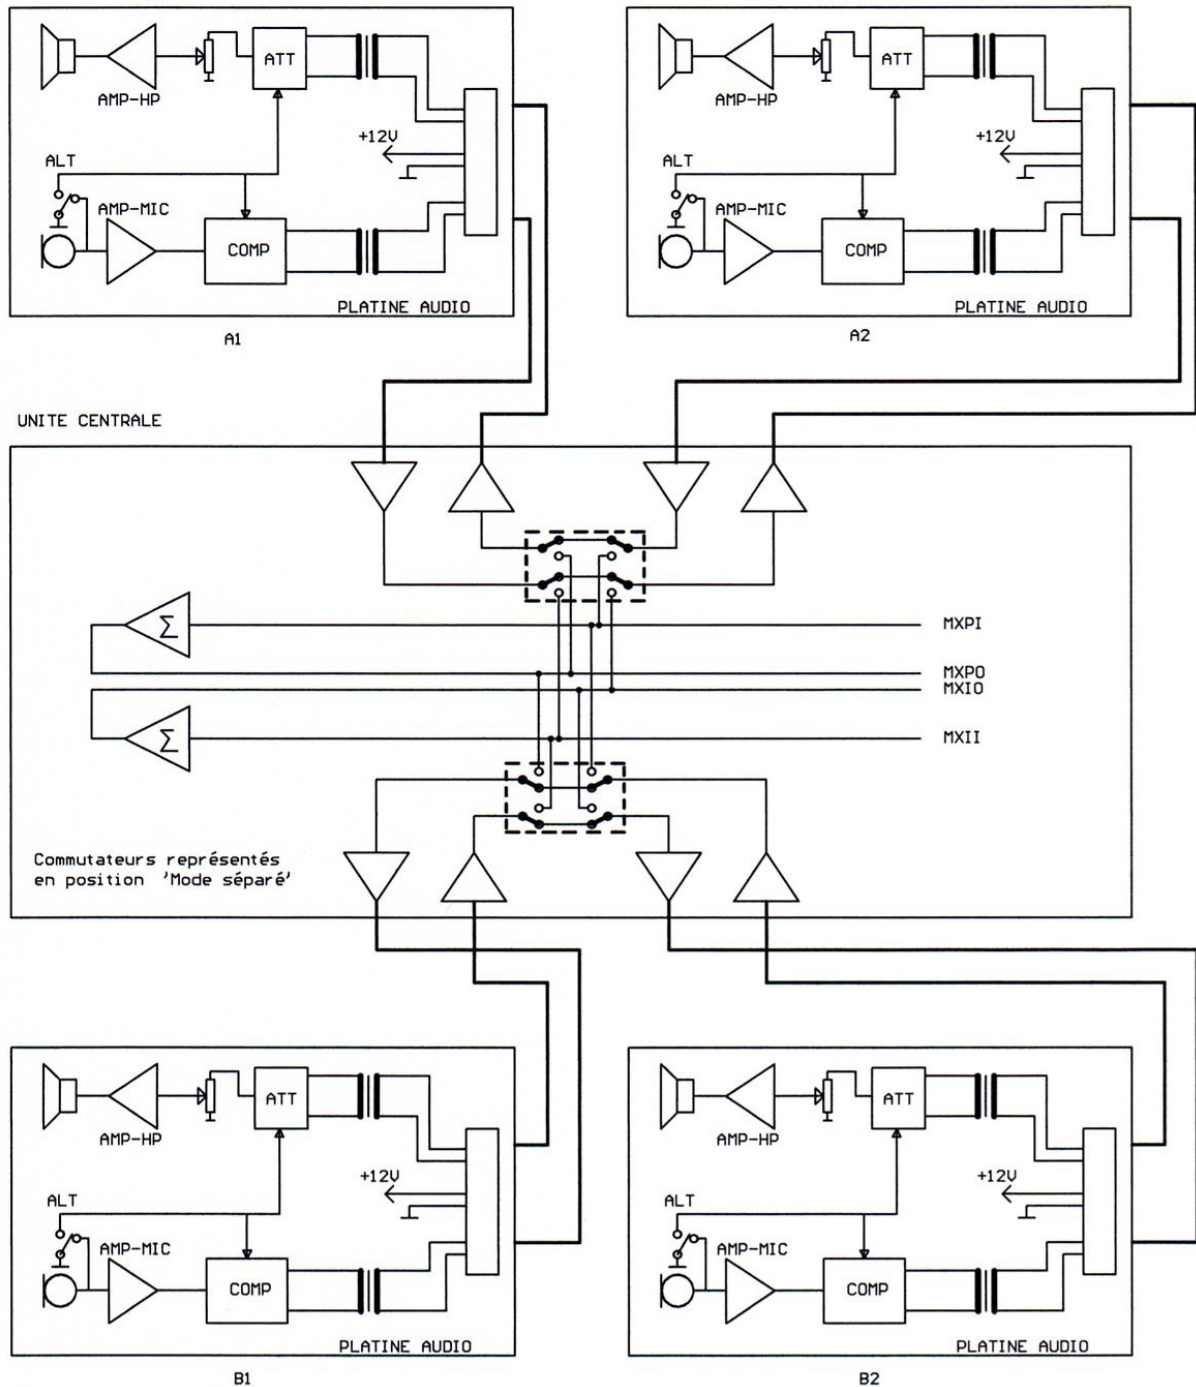 ATT
AMP-HP
+12V
ALT
AMP-MIC
COMP
PLATINE AUDIO
A1
ATT
AMP-HP
+12V
ALT
AMP-MIC
COMP
PLATINE AUDIO
A2
UNITE CENTRALE
Σ
MXPI
MXPO
MXIO
Σ
MXII
Commutateurs représentés
en position 'Mode séparé'
ATT
AMP-HP
+12V
ALT
AMP-MIC
COMP
PLATINE AUDIO
B1
ATT
AMP-HP
+12V
ALT
AMP-MIC
COMP
PLATINE AUDIO
B2